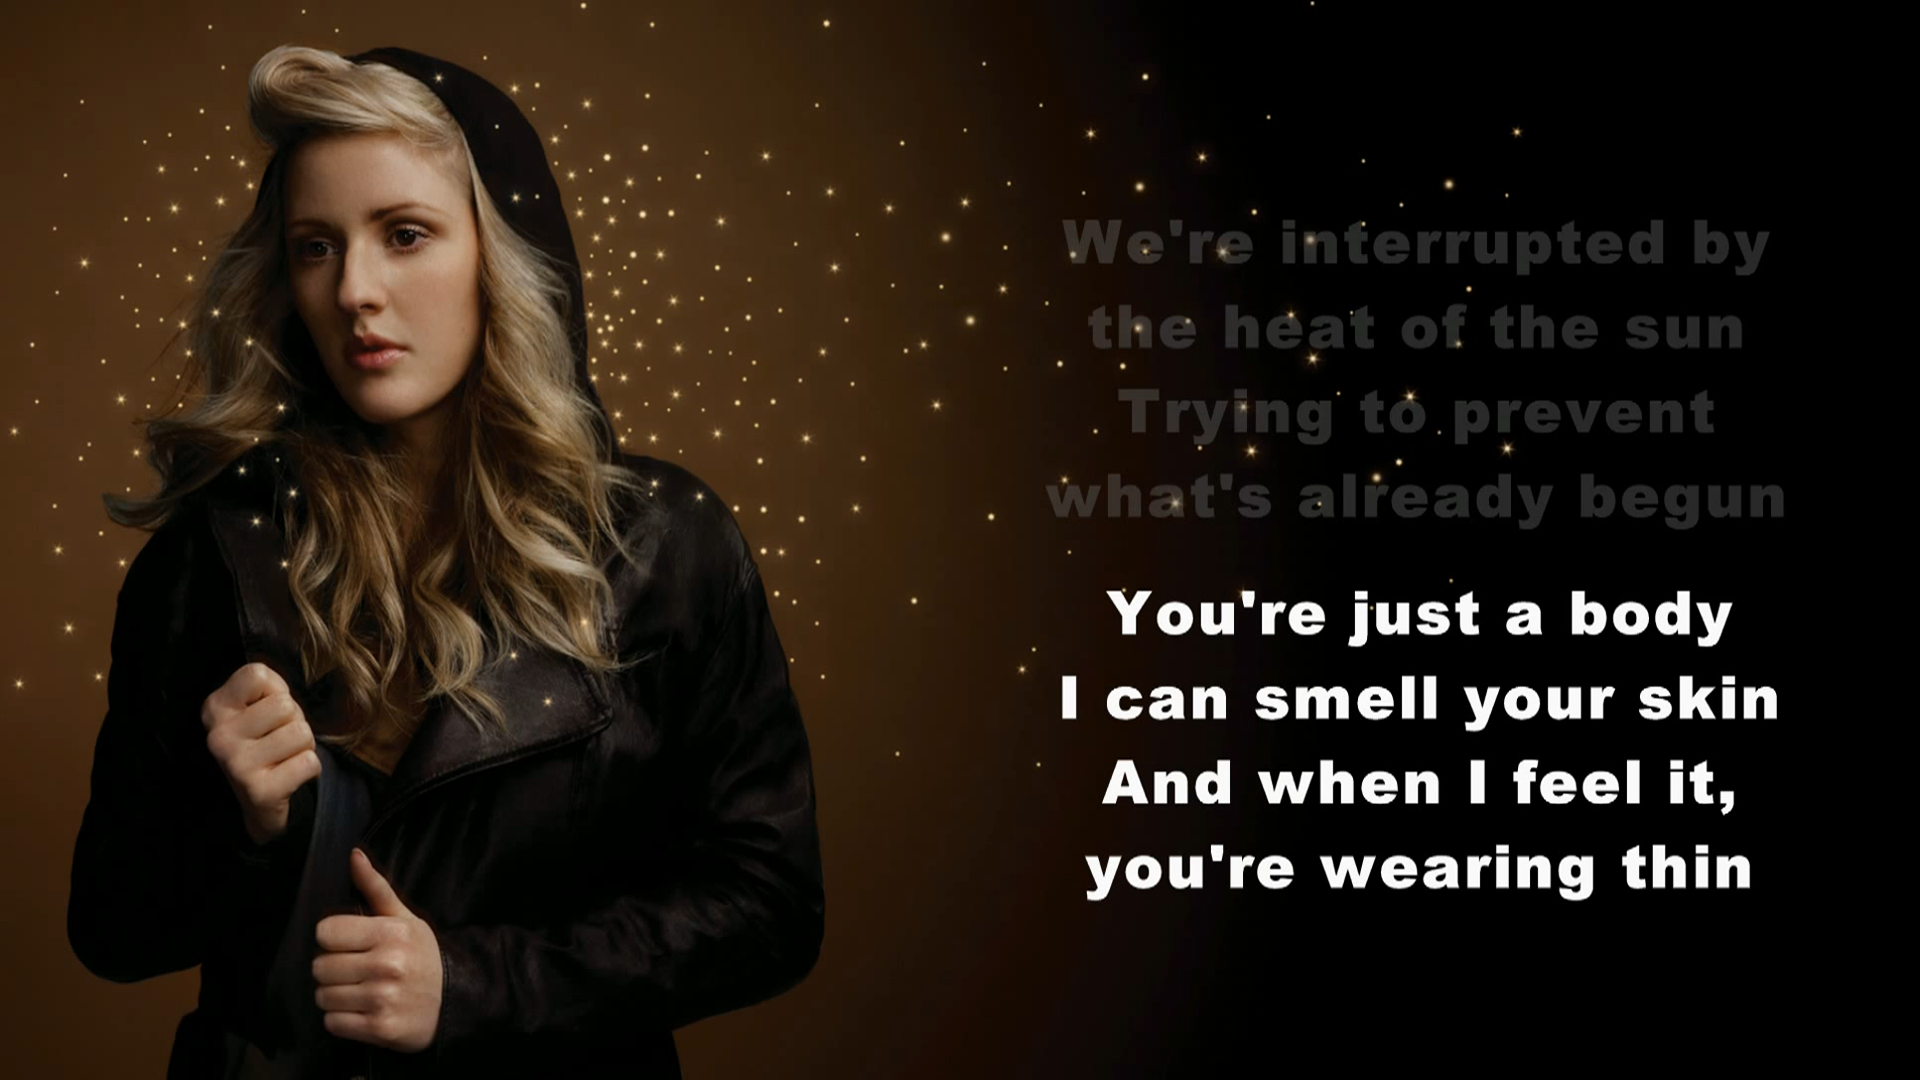 We're interrupted by
the heat of the sun
Trying to prevent
what's already begun
You're just a body
I can smell your skin
And when I feel it,
you're wearing thin